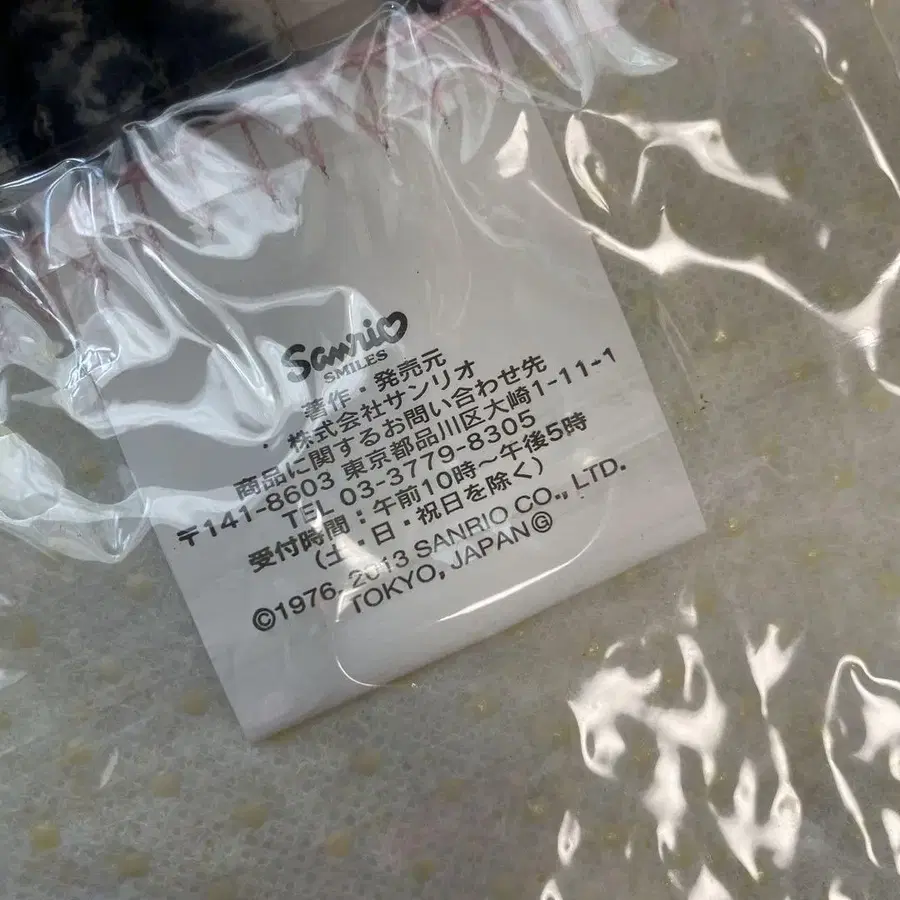 Sanrio
SMILES
著作・発売元
株式会社サンリオ
商品に関するお問い合わせ先
〒141-8603 東京都品川区大崎1-11-1
TEL 03-3779-8305
受付時間：午前10時〜午後5時
（土・日・祝日を除く）
©1976, 2013 SANRIO CO., LTD.
TOKYO, JAPAN Ⓖ